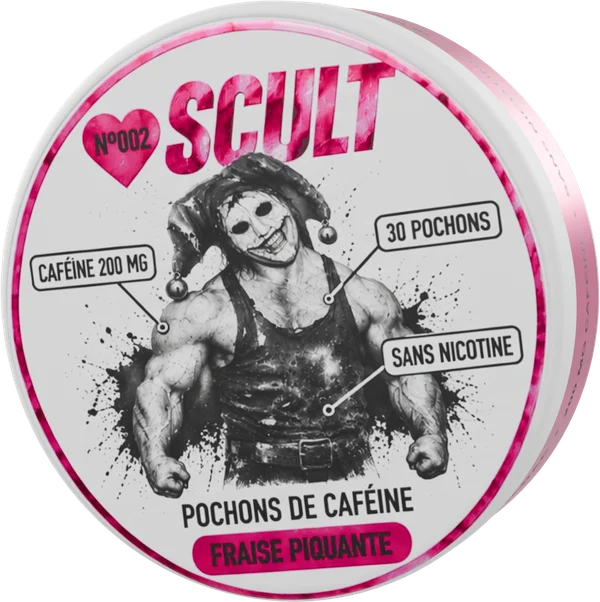 N°002
SCULT
CAFÉINE 200 MG
30 POCHONS
SANS NICOTINE
POCHONS DE CAFÉINE
FRAISE PIQUANTE